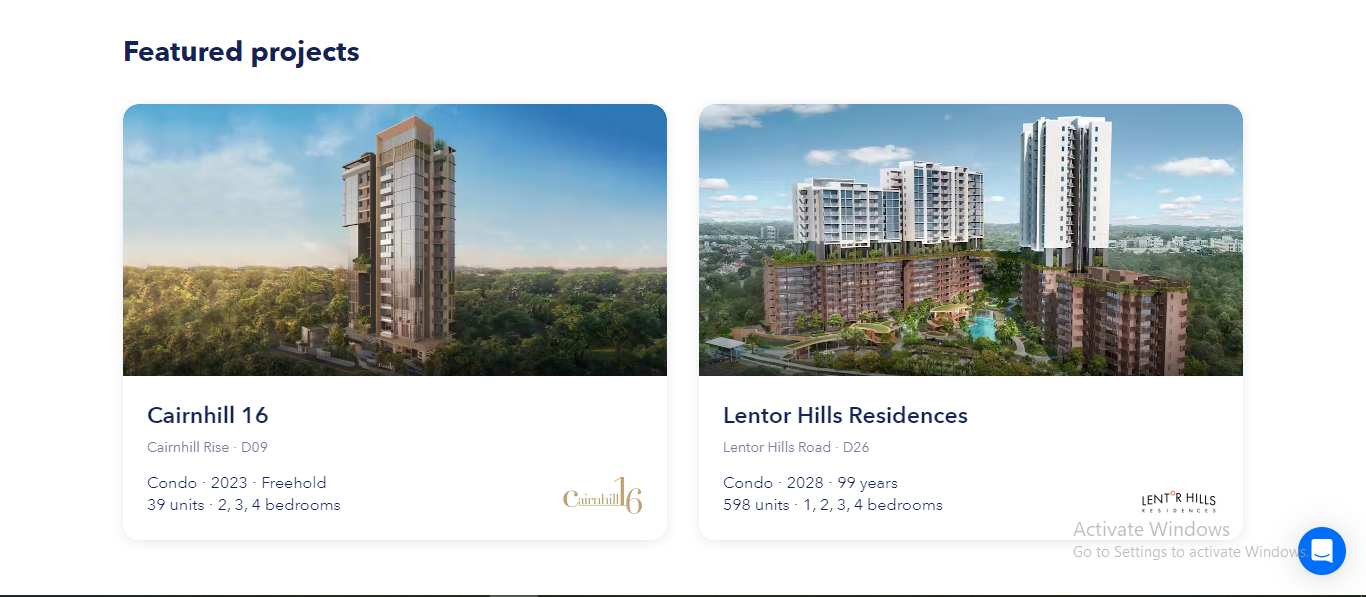 Featured projects
Cairnhill 16
Cairnhill Rise · D09
Condo · 2023 · Freehold
39 units · 2, 3, 4 bedrooms
Cairnhill16
Lentor Hills Residences
Lentor Hills Road · D26
Condo · 2028 · 99 years
598 units · 1, 2, 3, 4 bedrooms
LENTOR HILLS
RESIDENCES
Activate Windows
Go to Settings to activate Windows.